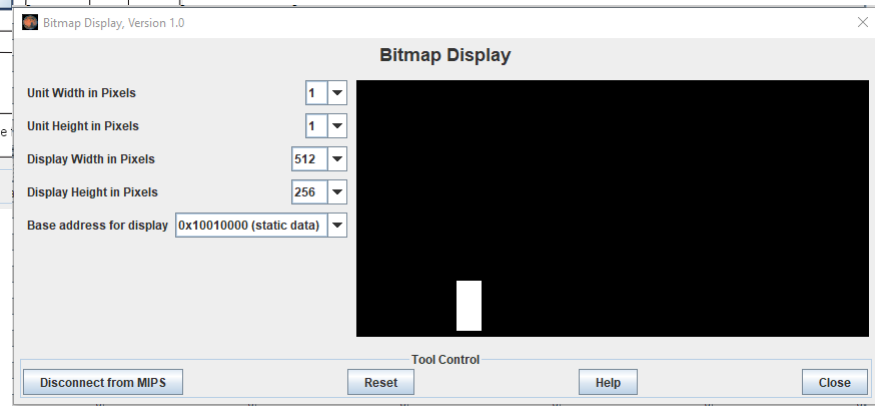 Bitmap Display, Version 1.0
Bitmap Display
Unit Width in Pixels 1
Unit Height in Pixels 1
Display Width in Pixels 512
Display Height in Pixels 256
Base address for display 0x10010000 (static data)
Tool Control
Disconnect from MIPS Reset Help Close